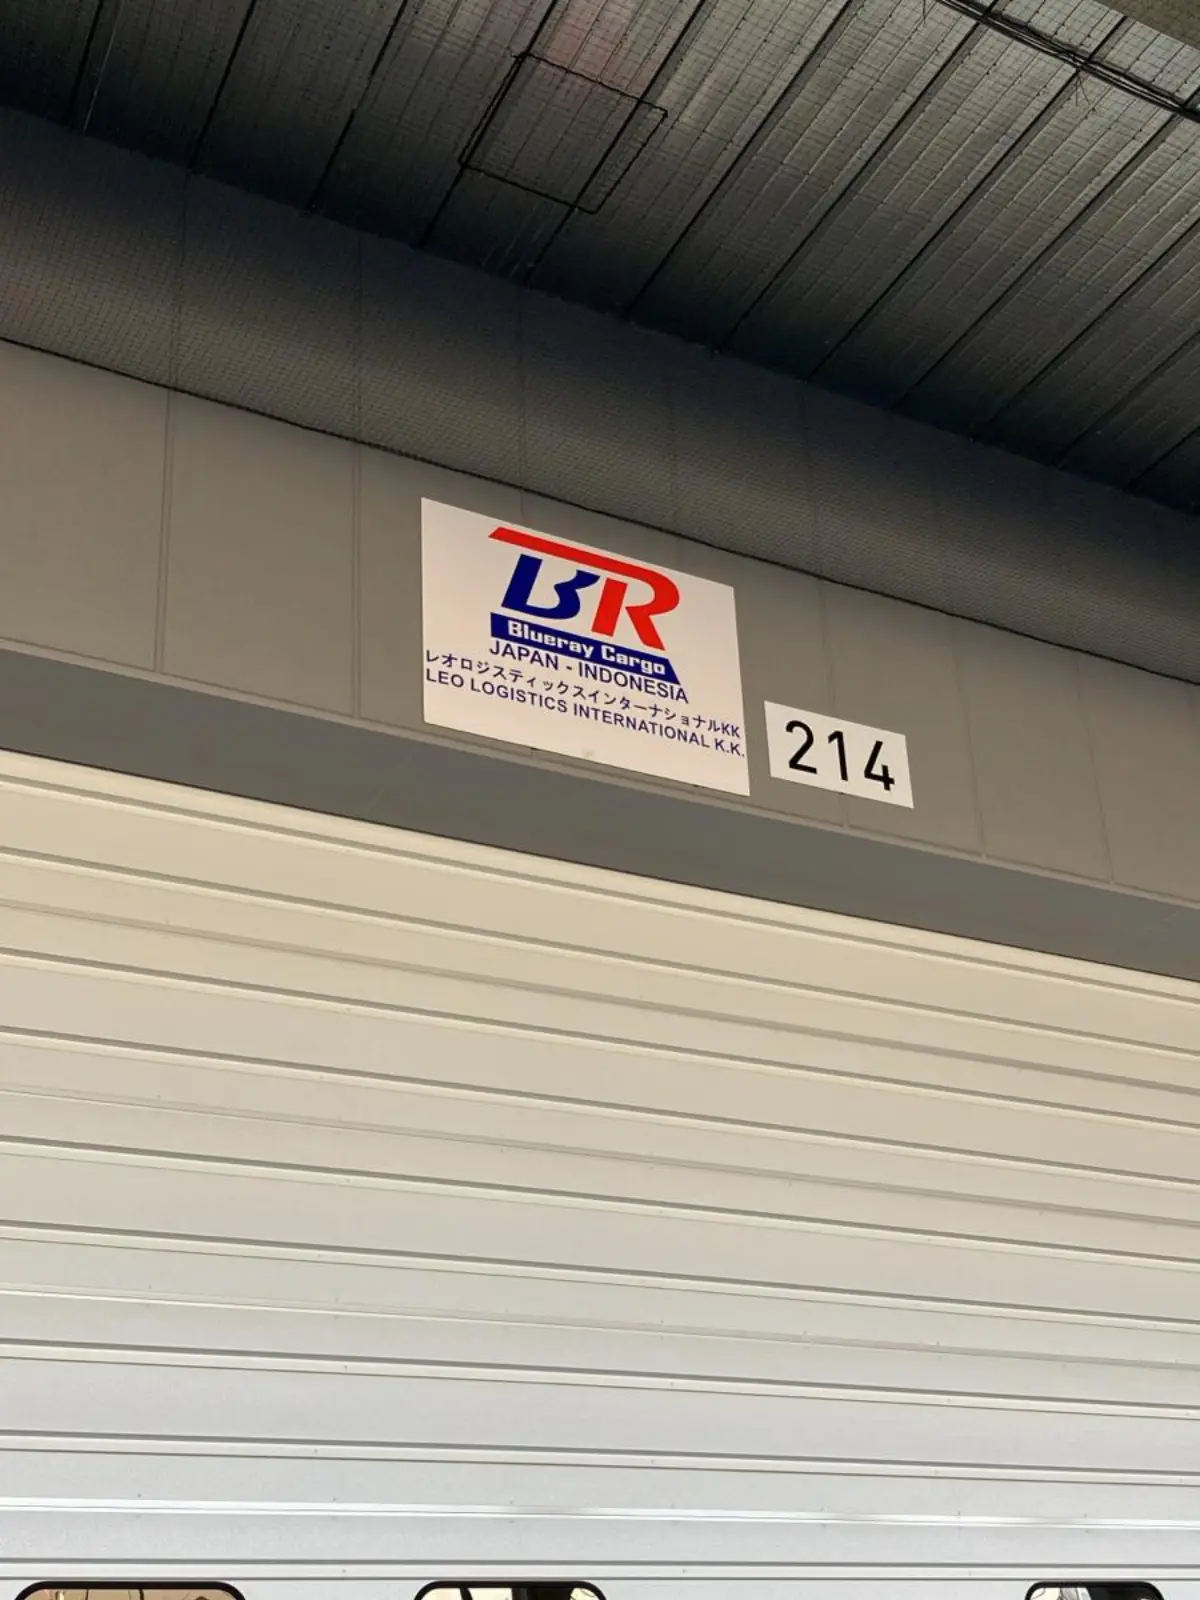 BR
Blueray Cargo
JAPAN - INDONESIA
レオロジスティックスインターナショナルKK
LEO LOGISTICS INTERNATIONAL K.K.
214